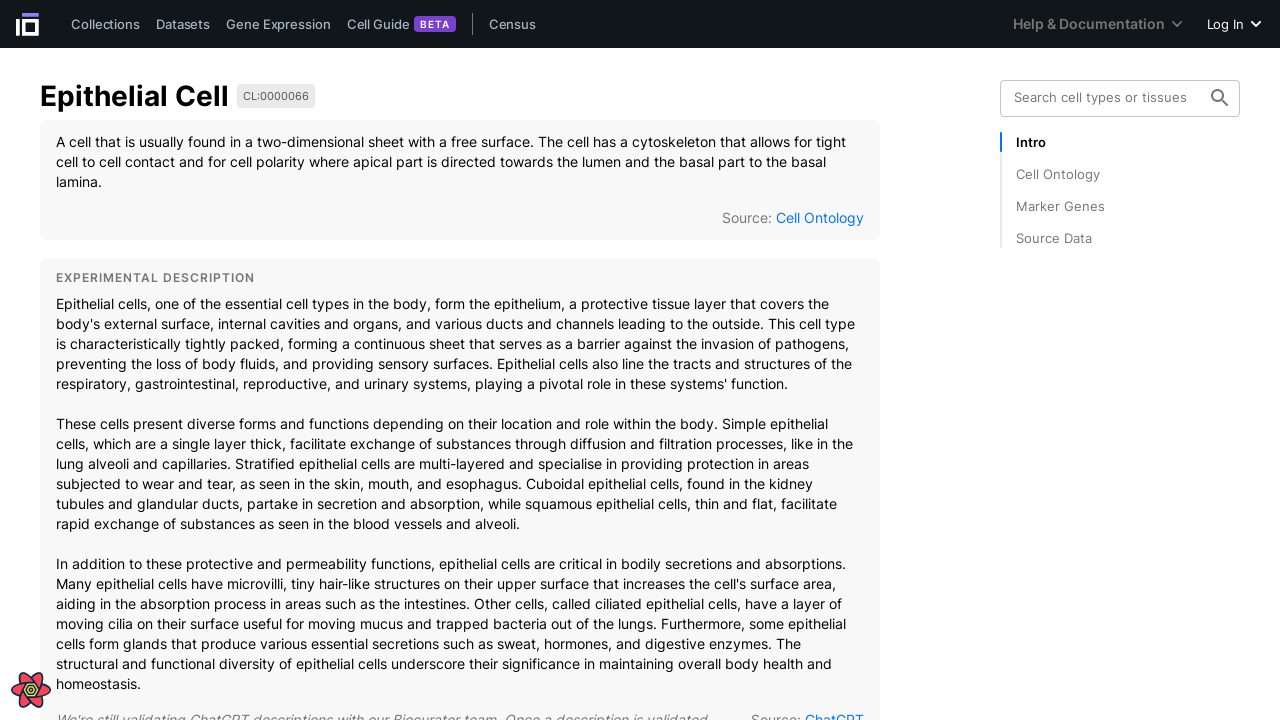 Collections Datasets Gene Expression Cell Guide BETA Census Help & Documentation Log In
Epithelial Cell CL:0000066
Search cell types or tissues
A cell that is usually found in a two-dimensional sheet with a free surface. The cell has a cytoskeleton that allows for tight
cell to cell contact and for cell polarity where apical part is directed towards the lumen and the basal part to the basal
lamina.
Source: Cell Ontology
Intro
Cell Ontology
Marker Genes
Source Data
EXPERIMENTAL DESCRIPTION
Epithelial cells, one of the essential cell types in the body, form the epithelium, a protective tissue layer that covers the
body's external surface, internal cavities and organs, and various ducts and channels leading to the outside. This cell type
is characteristically tightly packed, forming a continuous sheet that serves as a barrier against the invasion of pathogens,
preventing the loss of body fluids, and providing sensory surfaces. Epithelial cells also line the tracts and structures of the
respiratory, gastrointestinal, reproductive, and urinary systems, playing a pivotal role in these systems' function.
These cells present diverse forms and functions depending on their location and role within the body. Simple epithelial
cells, which are a single layer thick, facilitate exchange of substances through diffusion and filtration processes, like in the
lung alveoli and capillaries. Stratified epithelial cells are multi-layered and specialise in providing protection in areas
subjected to wear and tear, as seen in the skin, mouth, and esophagus. Cuboidal epithelial cells, found in the kidney
tubules and glandular ducts, partake in secretion and absorption, while squamous epithelial cells, thin and flat, facilitate
rapid exchange of substances as seen in the blood vessels and alveoli.
In addition to these protective and permeability functions, epithelial cells are critical in bodily secretions and absorptions.
Many epithelial cells have microvilli, tiny hair-like structures on their upper surface that increases the cell's surface area,
aiding in the absorption process in areas such as the intestines. Other cells, called ciliated epithelial cells, have a layer of
moving cilia on their surface useful for moving mucus and trapped bacteria out of the lungs. Furthermore, some epithelial
cells form glands that produce various essential secretions such as sweat, hormones, and digestive enzymes. The
structural and functional diversity of epithelial cells underscore their significance in maintaining overall body health and
homeostasis.
We're still validating ChatGPT descriptions with our Biocurator team. Once a description is validated, Source: ChatGPT